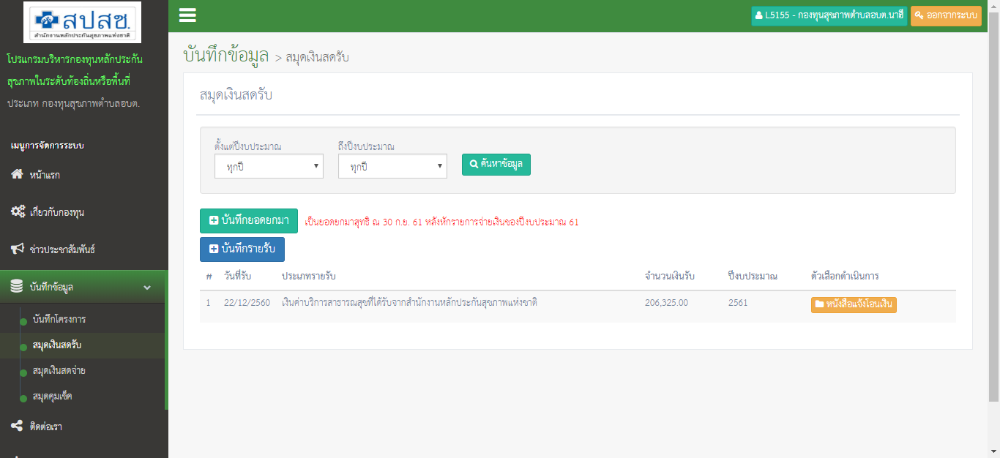 สปสช.
สำนักงานหลักประกันสุขภาพแห่งชาติ
โปรแกรมบริหารกองทุนหลักประกัน
สุขภาพในระดับท้องถิ่นหรือพื้นที่
ประเภท กองทุนสุขภาพตำบลอบต.
เมนูการจัดการระบบ
หน้าแรก
เกี่ยวกับกองทุน
ข่าวประชาสัมพันธ์
บันทึกข้อมูล
บันทึกโครงการ
สมุดเงินสดรับ
สมุดเงินสดจ่าย
สมุดคุมเช็ค
ติดต่อเรา
L5155 - กองทุนสุขภาพตำบลอบต.นาฮี
ออกจากระบบ
บันทึกข้อมูล > สมุดเงินสดรับ
สมุดเงินสดรับ
ตั้งแต่ปีงบประมาณ ถึงปีงบประมาณ
ทุกปี ทุกปี ค้นหาข้อมูล
บันทึกยอดยกมา เป็นยอดยกมาสุทธิ ณ 30 ก.ย. 61 หลังหักรายการจ่ายเงินของปีงบประมาณ 61
บันทึกรายรับ
# วันที่รับ ประเภทรายรับ จำนวนเงินรับ ปีงบประมาณ ตัวเลือกดำเนินการ
1 22/12/2560 เงินค่าบริการสาธารณสุขที่ได้รับจากสำนักงานหลักประกันสุขภาพแห่งชาติ 206,325.00 2561 หนังสือแจ้งโอนเงิน